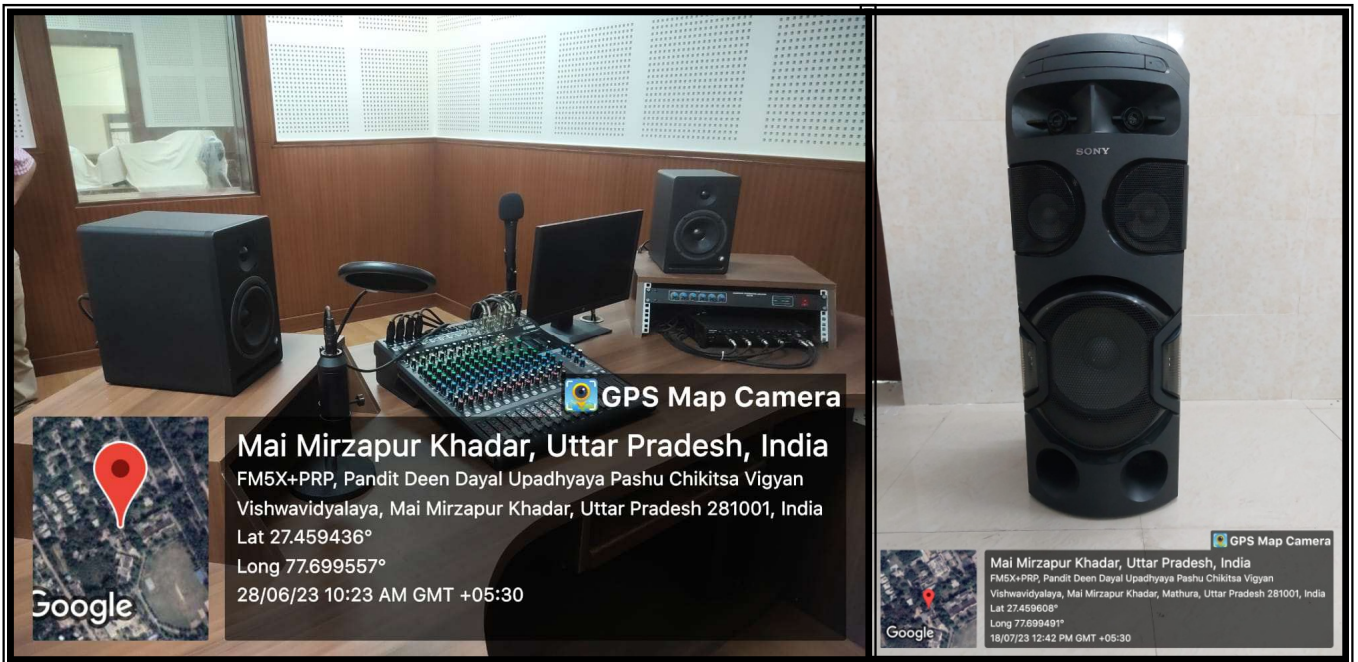 GPS Map Camera
Mai Mirzapur Khadar, Uttar Pradesh, India
FM5X+PRP, Pandit Deen Dayal Upadhyaya Pashu Chikitsa Vigyan
Vishwavidyalaya, Mai Mirzapur Khadar, Uttar Pradesh 281001, India
Lat 27.459436°
Long 77.699557°
28/06/23 10:23 AM GMT +05:30
Google
SONY
GPS Map Camera
Mai Mirzapur Khadar, Uttar Pradesh, India
FM5X+PRP, Pandit Deen Dayal Upadhyaya Pashu Chikitsa Vigyan
Vishwavidyalaya, Mai Mirzapur Khadar, Mathura, Uttar Pradesh 281001, India
Lat 27.459608°
Long 77.699491°
18/07/23 12:42 PM GMT +05:30
Google